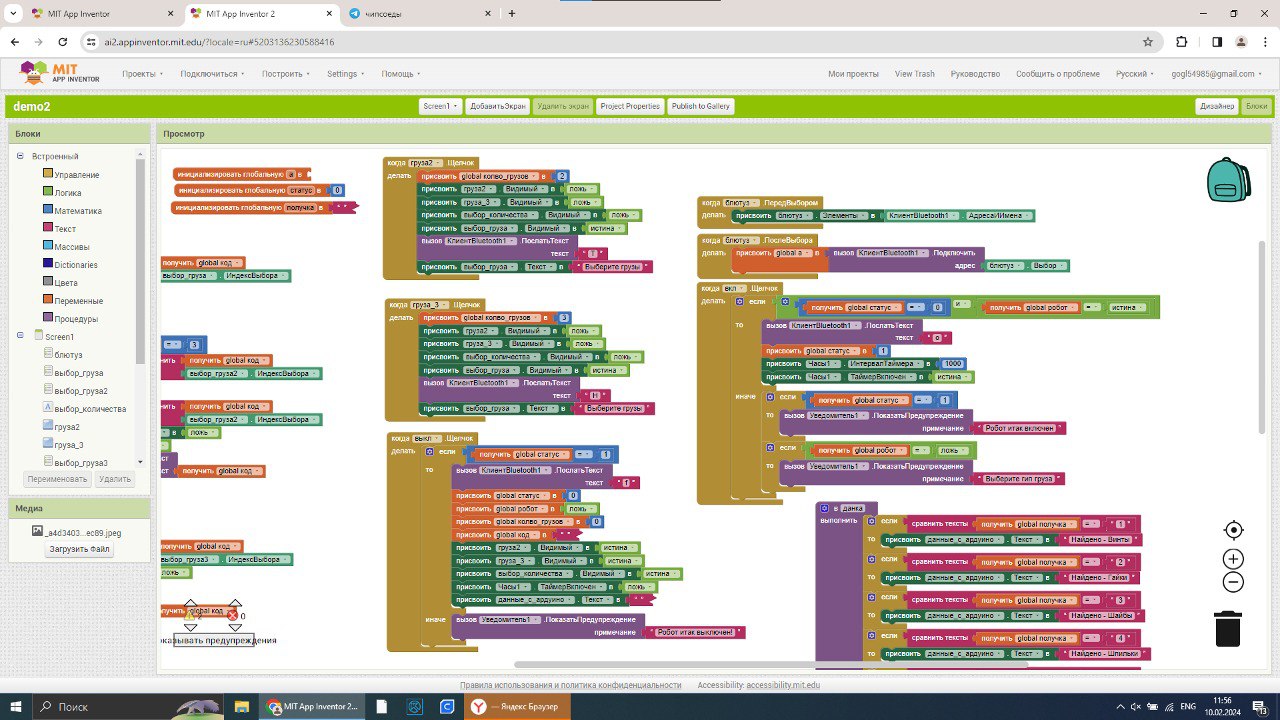 MIT App Inventor
MIT App Inventor 2
чипсоеды
ai2.appinventor.mit.edu/?locale=ru#5203136230588416
MIT
APP INVENTOR
Проекты
Подключиться
Построить
Settings
Помощь
Мои проекты
View Trash
Руководство
Сообщить о проблеме
Русский
demo2
Screen1
ДобавитьЭкран
Удалить экран
Project Properties
Publish to Gallery
Дизайнер
Блоки
Блоки
Встроенный
Управление
Логика
Математика
Текст
Массивы
Dictionaries
Цвета
Переменные
Процедуры
Screen1
блютуз
выбор_груза
выбор_груза2
выбор_количества
груза2
груза_3
выбор_груза3
Переименовать
Удалить
Медиа
_a4d3403...ec89.jpeg
Загрузить Файл
Просмотр
инициализировать глобальную а в
инициализировать глобальную статус в 0
инициализировать глобальную получка в " "
получить global код
выбор_груза . ИндексВыбора
= 3
получить global код
выбор_груза2 . ИндексВыбора
получить global код
выбор_груза2 . ИндексВыбора
в ложь
получить global код
получить global код
выбор_груза3 . ИндексВыбора
ложь
global код
0
оказывать предупреждения
когда груза2 .Щелчок
делать присвоить global колво_грузов в 2
присвоить груза2 . Видимый в ложь
присвоить груза_3 . Видимый в ложь
присвоить выбор_количества . Видимый в ложь
присвоить выбор_груза . Видимый в истина
вызов КлиентBluetooth1 .ПослатьТекст
текст " T "
присвоить выбор_груза . Текст в " Выберите грузы "
когда груза_3 .Щелчок
делать присвоить global колво_грузов в 3
присвоить груза2 . Видимый в ложь
присвоить груза_3 . Видимый в ложь
присвоить выбор_количества . Видимый в ложь
присвоить выбор_груза . Видимый в истина
вызов КлиентBluetooth1 .ПослатьТекст
текст " H "
присвоить выбор_груза . Текст в " Выберите грузы "
когда выкл .Щелчок
делать если получить global статус = 1
то вызов КлиентBluetooth1 .ПослатьТекст
текст " f "
присвоить global статус в 0
присвоить global робот в ложь
присвоить global колво_грузов в 0
присвоить global код в " "
присвоить груза2 . Видимый в истина
присвоить груза_3 . Видимый в истина
присвоить выбор_количества . Видимый в истина
присвоить Часы1 . ТаймерВключен в истина
присвоить данные_с_ардуино . Текст в " "
иначе вызов Уведомитель1 .ПоказатьПредупреждение
примечание " Робот итак выключен! "
когда блютуз .ПередВыбором
делать присвоить блютуз . Элементы в КлиентBluetooth1 . АдресаИИмена
когда блютуз .ПослеВыбора
делать присвоить global а в вызов КлиентBluetooth1 .Подключить
адрес блютуз . Выбор
когда вкл .Щелчок
делать если получить global статус = 0 и получить global робот = истина
то вызов КлиентBluetooth1 .ПослатьТекст
текст " o "
присвоить global статус в 1
присвоить Часы1 . ИнтервалТаймера в 1000
присвоить Часы1 . ТаймерВключен в истина
иначе если получить global статус = 1
то вызов Уведомитель1 .ПоказатьПредупреждение
примечание " Робот итак включен "
если получить global робот = ложь
то вызов Уведомитель1 .ПоказатьПредупреждение
примечание " Выберите тип груза "
в данка
выполнить если сравнить тексты получить global получка = " 1 "
то присвоить данные_с_ардуино . Текст в " Найдено - Винты "
если сравнить тексты получить global получка = " 2 "
то присвоить данные_с_ардуино . Текст в " Найдено - Гайки "
если сравнить тексты получить global получка = " 3 "
то присвоить данные_с_ардуино . Текст в " Найдено - Шайбы "
если сравнить тексты получить global получка = " 4 "
то присвоить данные_с_ардуино . Текст в " Найдено - Шпильки "
Правила использования и политика конфиденциальности
Accessibility: accessibility.mit.edu
Поиск
MIT App Inventor 2...
— Яндекс Браузер
ENG
11:56
10.02.2024